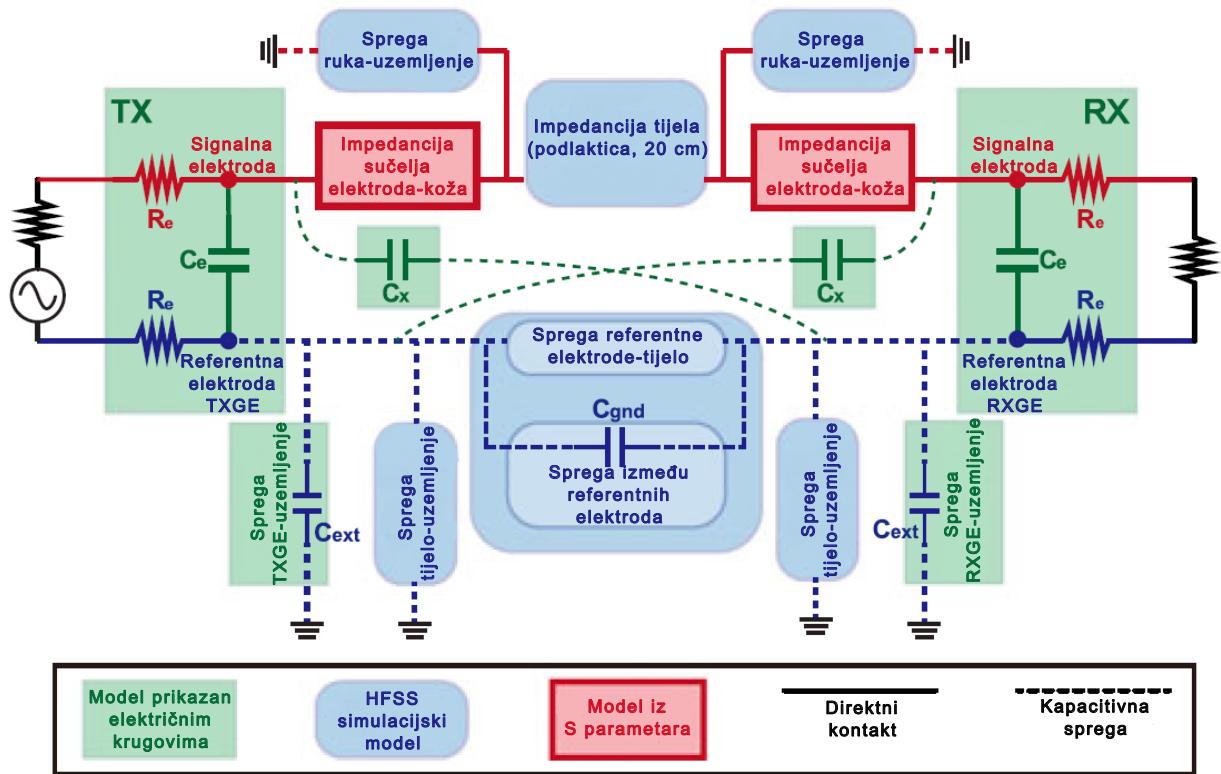 Sprega
ruka-uzemljenje
Sprega
ruka-uzemljenje
TX
RX
Signalna
elektroda
Impedancija
sučelja
elektroda-koža
Impedancija tijela
(podlaktica, 20 cm)
Impedancija
sučelja
elektroda-koža
Signalna
elektroda
Re
Re
Ce
Cx
Cx
Ce
Re
Re
Referentna
elektroda
TXGE
Sprega referentne
elektrode-tijelo
Referentna
elektroda
RXGE
Cgnd
Sprega između
referentnih
elektroda
Sprega
TXGE-uzemljenje
Cext
Sprega
tijelo-uzemljenje
Sprega
tijelo-uzemljenje
Cext
Sprega
RXGE-uzemljenje
Model prikazan
električnim
krugovima
HFSS
simulacijski
model
Model iz
S parametara
Direktni
kontakt
Kapacitivna
sprega